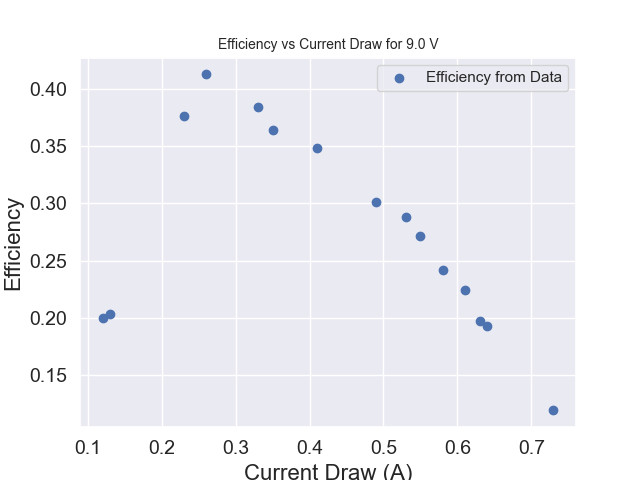 Efficiency vs Current Draw for 9.0 V
Efficiency from Data
0.40
0.35
0.30
0.25
0.20
0.15
Efficiency
0.1 0.2 0.3 0.4 0.5 0.6 0.7
Current Draw (A)